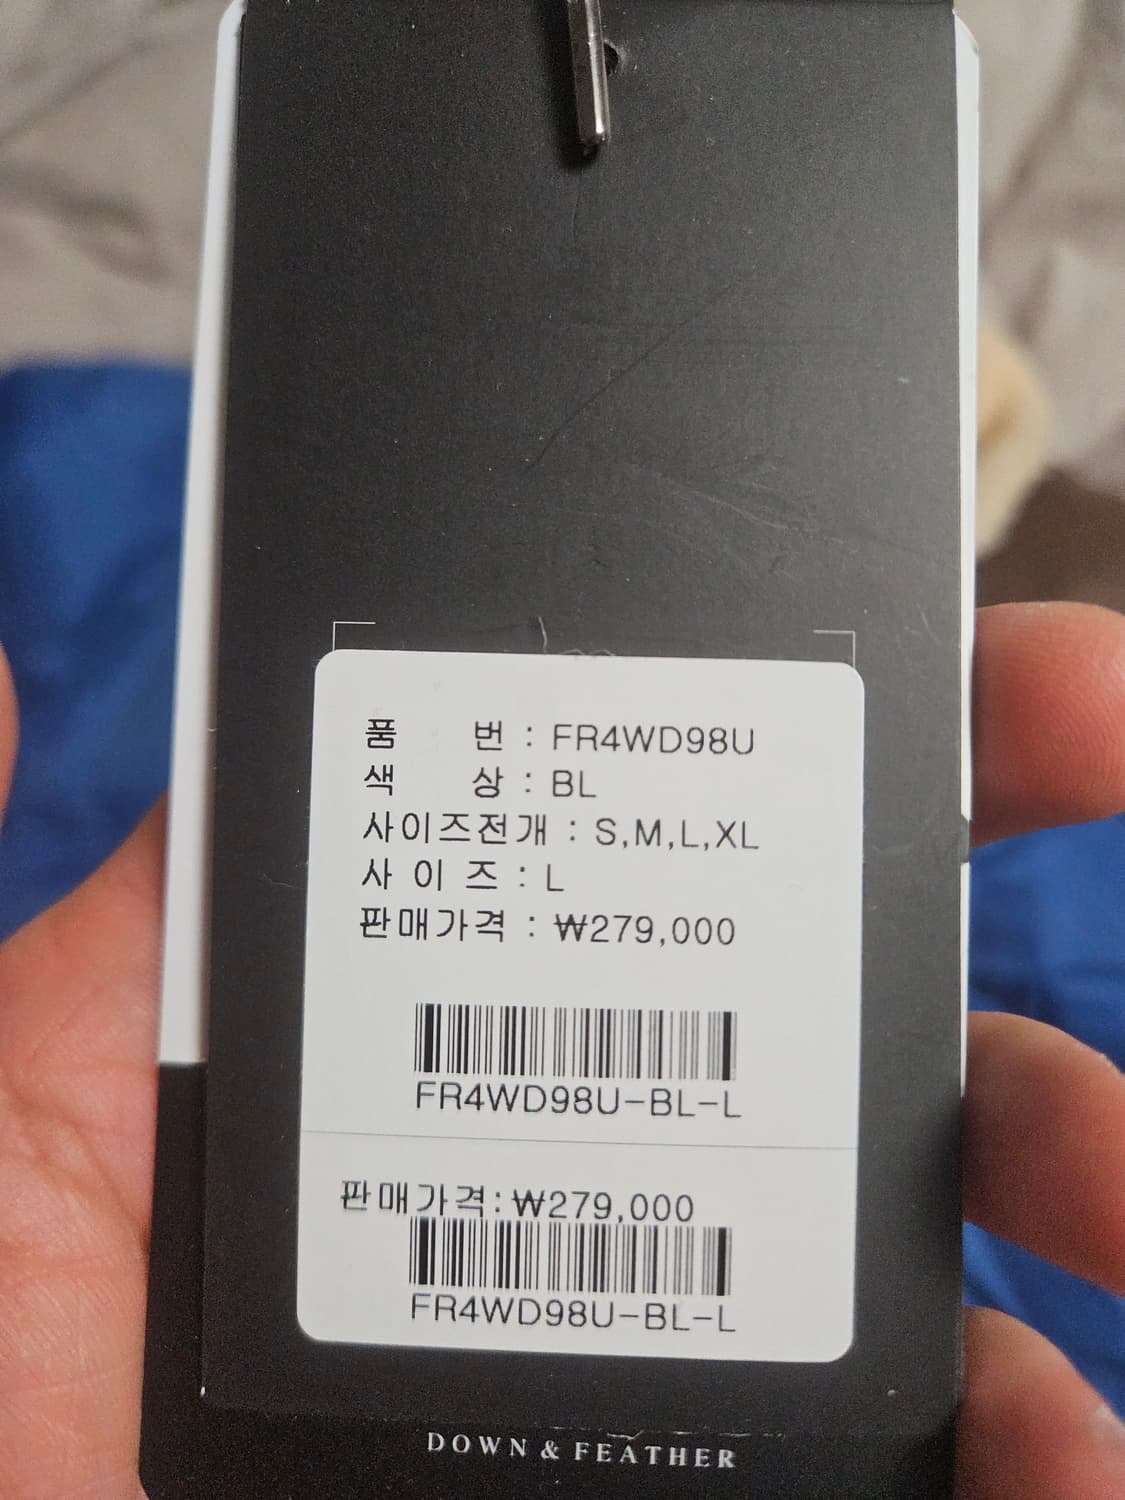 품 번 : FR4WD98U
색 상 : BL
사이즈전개 : S,M,L,XL
사 이 즈 : L
판매가격 : ₩279,000
FR4WD98U-BL-L
판매가격:₩279,000
FR4WD98U-BL-L
DOWN & FEATHER